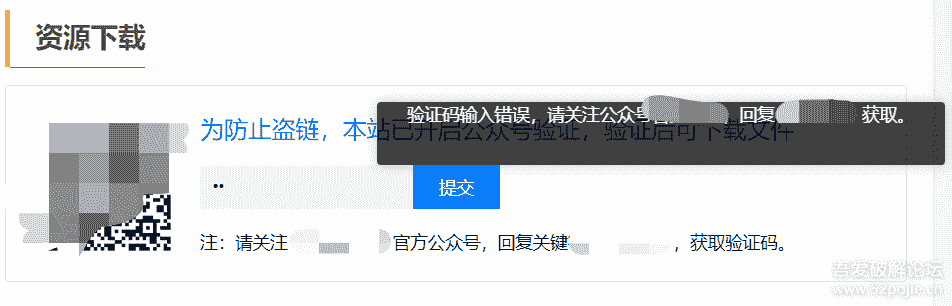 资源下载
验证码输入错误，请关注公众号 回复 获取。
为防止盗链，本站已开启公众号验证，验证后可下载文件
•• 提交
注：请关注 官方公众号，回复关键 ，获取验证码。
吾爱破解论坛
www.52pojie.cn